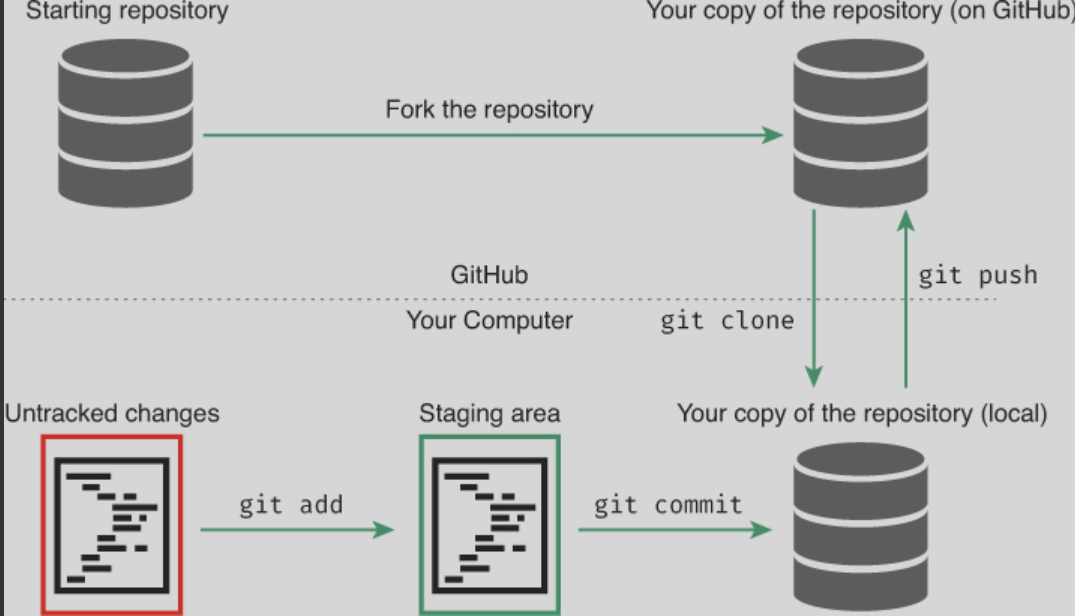 Starting repository
Your copy of the repository (on GitHub)
Fork the repository
GitHub
git push
Your Computer
git clone
Untracked changes
Staging area
Your copy of the repository (local)
git add
git commit